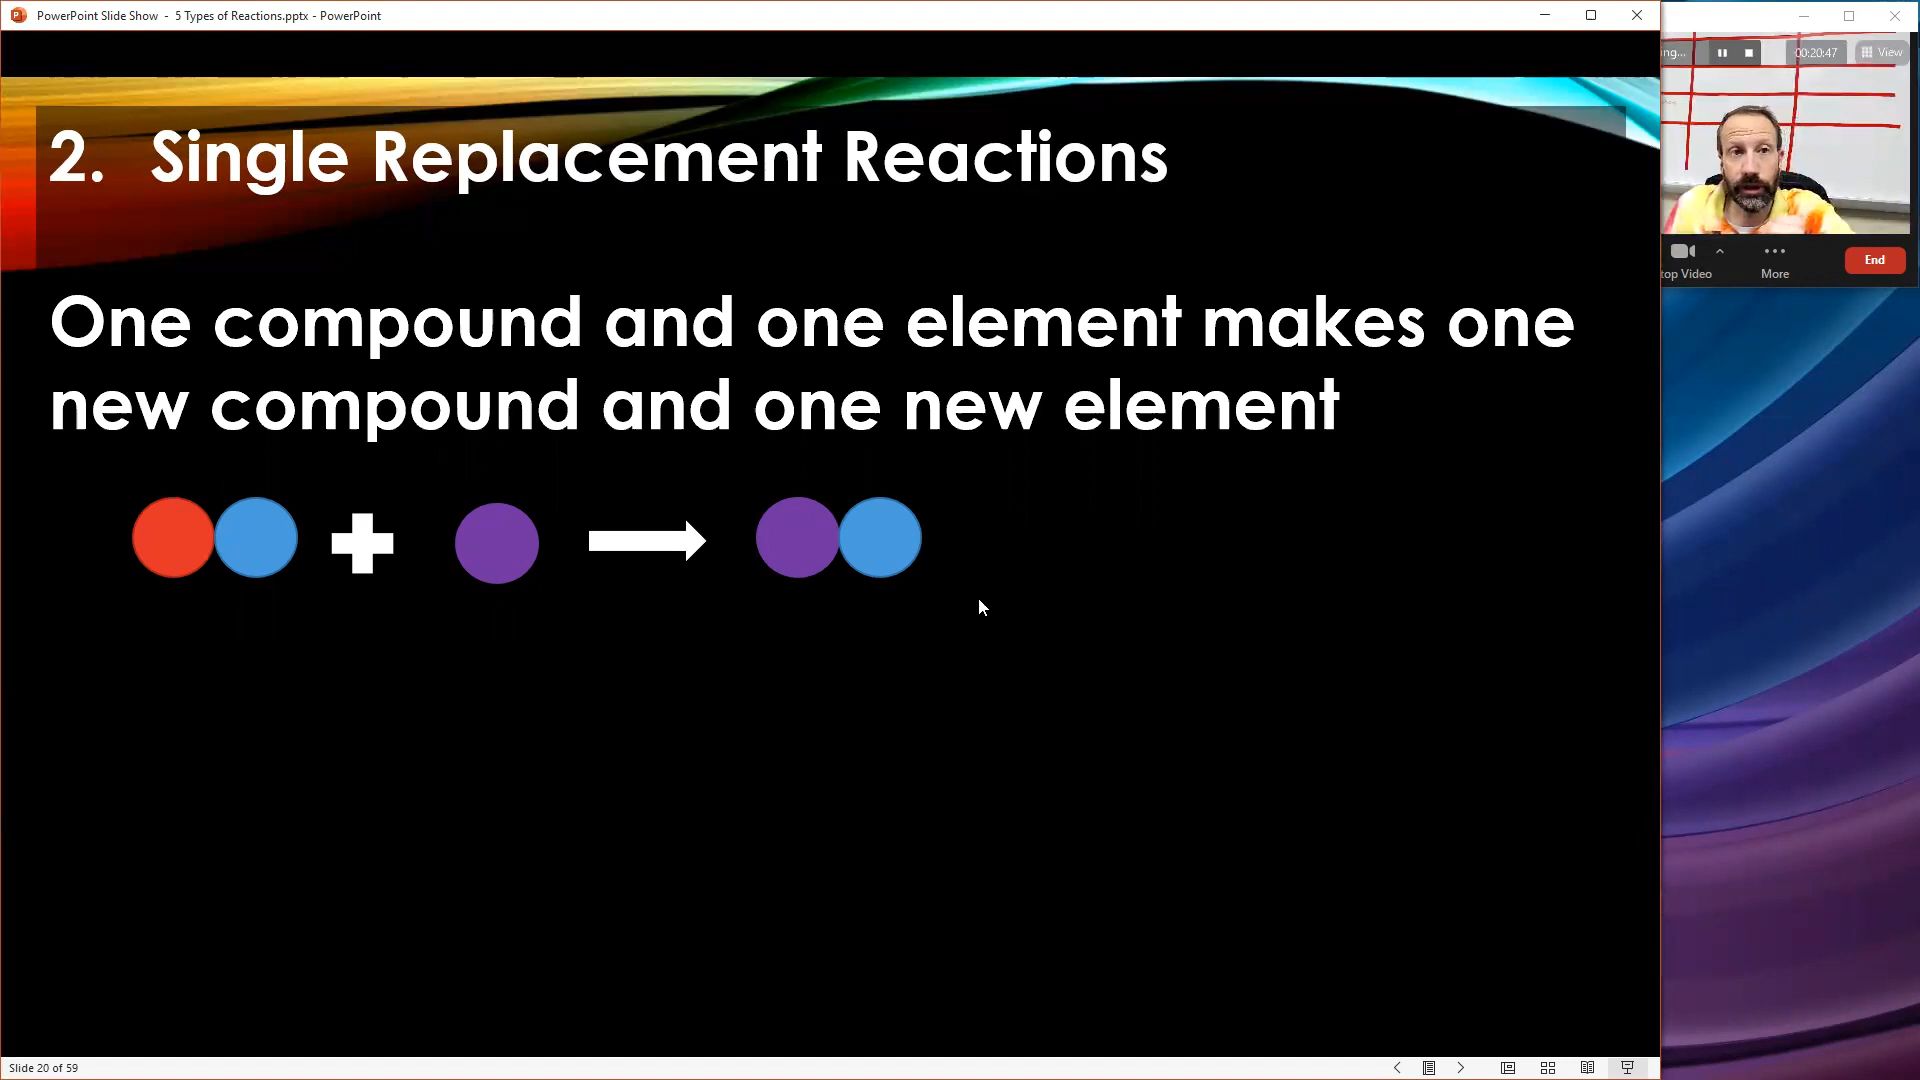 PowerPoint Slide Show - 5 Types of Reactions.pptx - PowerPoint
ng...
00:20:47
View
2. Single Replacement Reactions
top Video
More
End
One compound and one element makes one
new compound and one new element
Slide 20 of 59